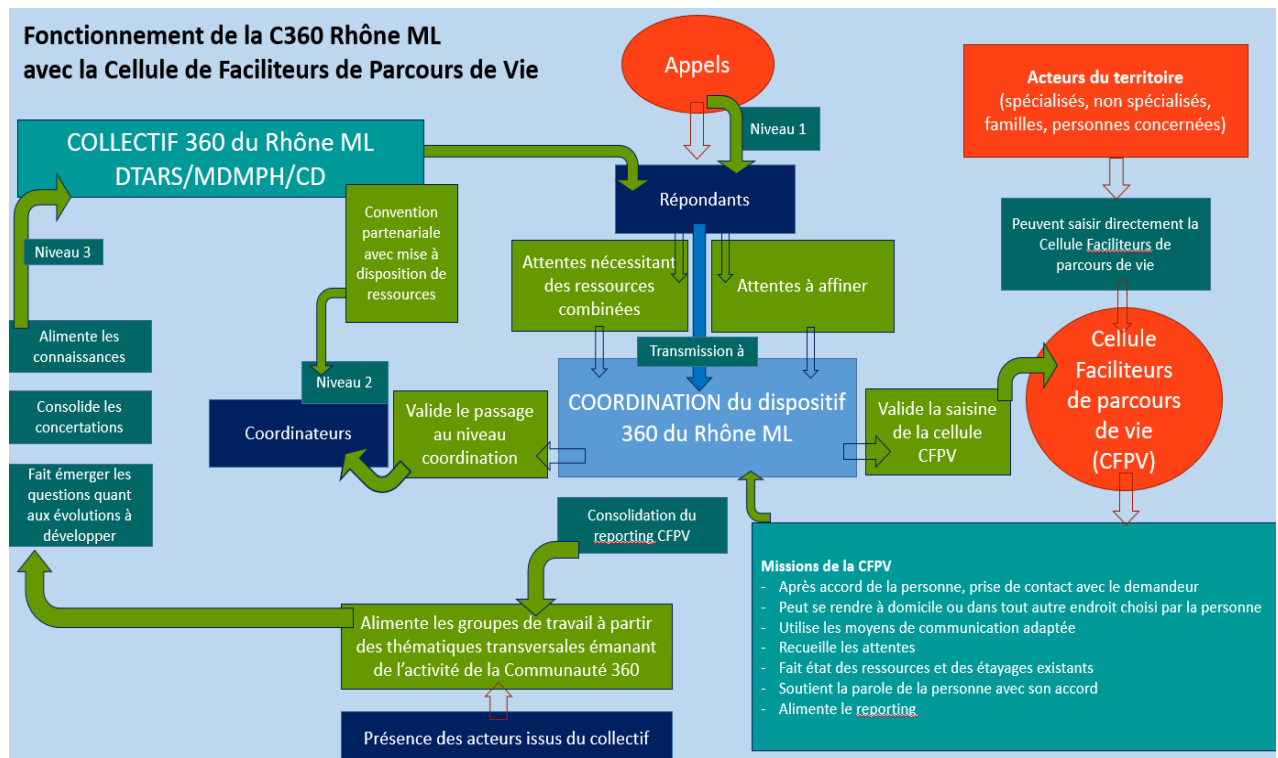 Fonctionnement de la C360 Rhône ML
avec la Cellule de Faciliteurs de Parcours de Vie
Appels
Niveau 1
Acteurs du territoire
(spécialisés, non spécialisés,
familles, personnes concernées)
COLLECTIF 360 du Rhône ML
DTARS/MDMPH/CD
Répondants
Niveau 3
Convention
partenariale
avec mise à
disposition de
ressources
Attentes nécessitant
des ressources
combinées
Attentes à affiner
Peuvent saisir directement la
Cellule Faciliteurs de
parcours de vie
Alimente les
connaissances
Transmission à
Cellule
Faciliteurs
de parcours
de vie
(CFPV)
Niveau 2
Consolide les
concertations
Coordinateurs
Valide le passage
au niveau
coordination
COORDINATION du dispositif
360 du Rhône ML
Valide la saisine
de la cellule
CFPV
Fait émerger les
questions quant
aux évolutions à
développer
Consolidation du
reporting CFPV
Missions de la CFPV
- Après accord de la personne, prise de contact avec le demandeur
- Peut se rendre à domicile ou dans tout autre endroit choisi par la personne
- Utilise les moyens de communication adaptée
- Recueille les attentes
- Fait état des ressources et des étayages existants
- Soutient la parole de la personne avec son accord
- Alimente le reporting
Alimente les groupes de travail à partir
des thématiques transversales émanant
de l'activité de la Communauté 360
Présence des acteurs issus du collectif